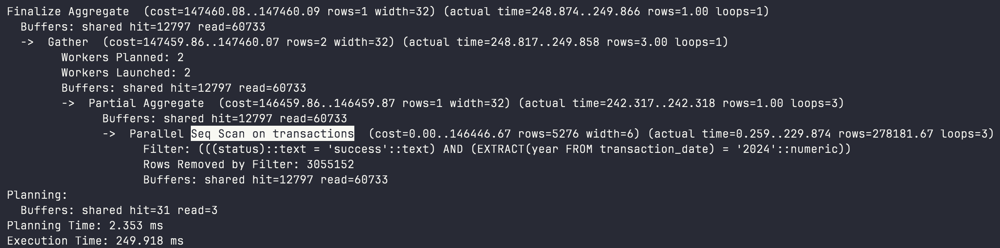 Finalize Aggregate  (cost=147460.08..147460.09 rows=1 width=32) (actual time=248.874..249.866 rows=1.00 loops=1)
  Buffers: shared hit=12797 read=60733
  ->  Gather  (cost=147459.86..147460.07 rows=2 width=32) (actual time=248.817..249.858 rows=3.00 loops=1)
        Workers Planned: 2
        Workers Launched: 2
        Buffers: shared hit=12797 read=60733
        ->  Partial Aggregate  (cost=146459.86..146459.87 rows=1 width=32) (actual time=242.317..242.318 rows=1.00 loops=3)
              Buffers: shared hit=12797 read=60733
              ->  Parallel Seq Scan on transactions  (cost=0.00..146446.67 rows=5276 width=6) (actual time=0.259..229.874 rows=278181.67 loops=3)
                    Filter: (((status)::text = 'success'::text) AND (EXTRACT(year FROM transaction_date) = '2024'::numeric))
                    Rows Removed by Filter: 3055152
                    Buffers: shared hit=12797 read=60733
Planning:
  Buffers: shared hit=31 read=3
Planning Time: 2.353 ms
Execution Time: 249.918 ms